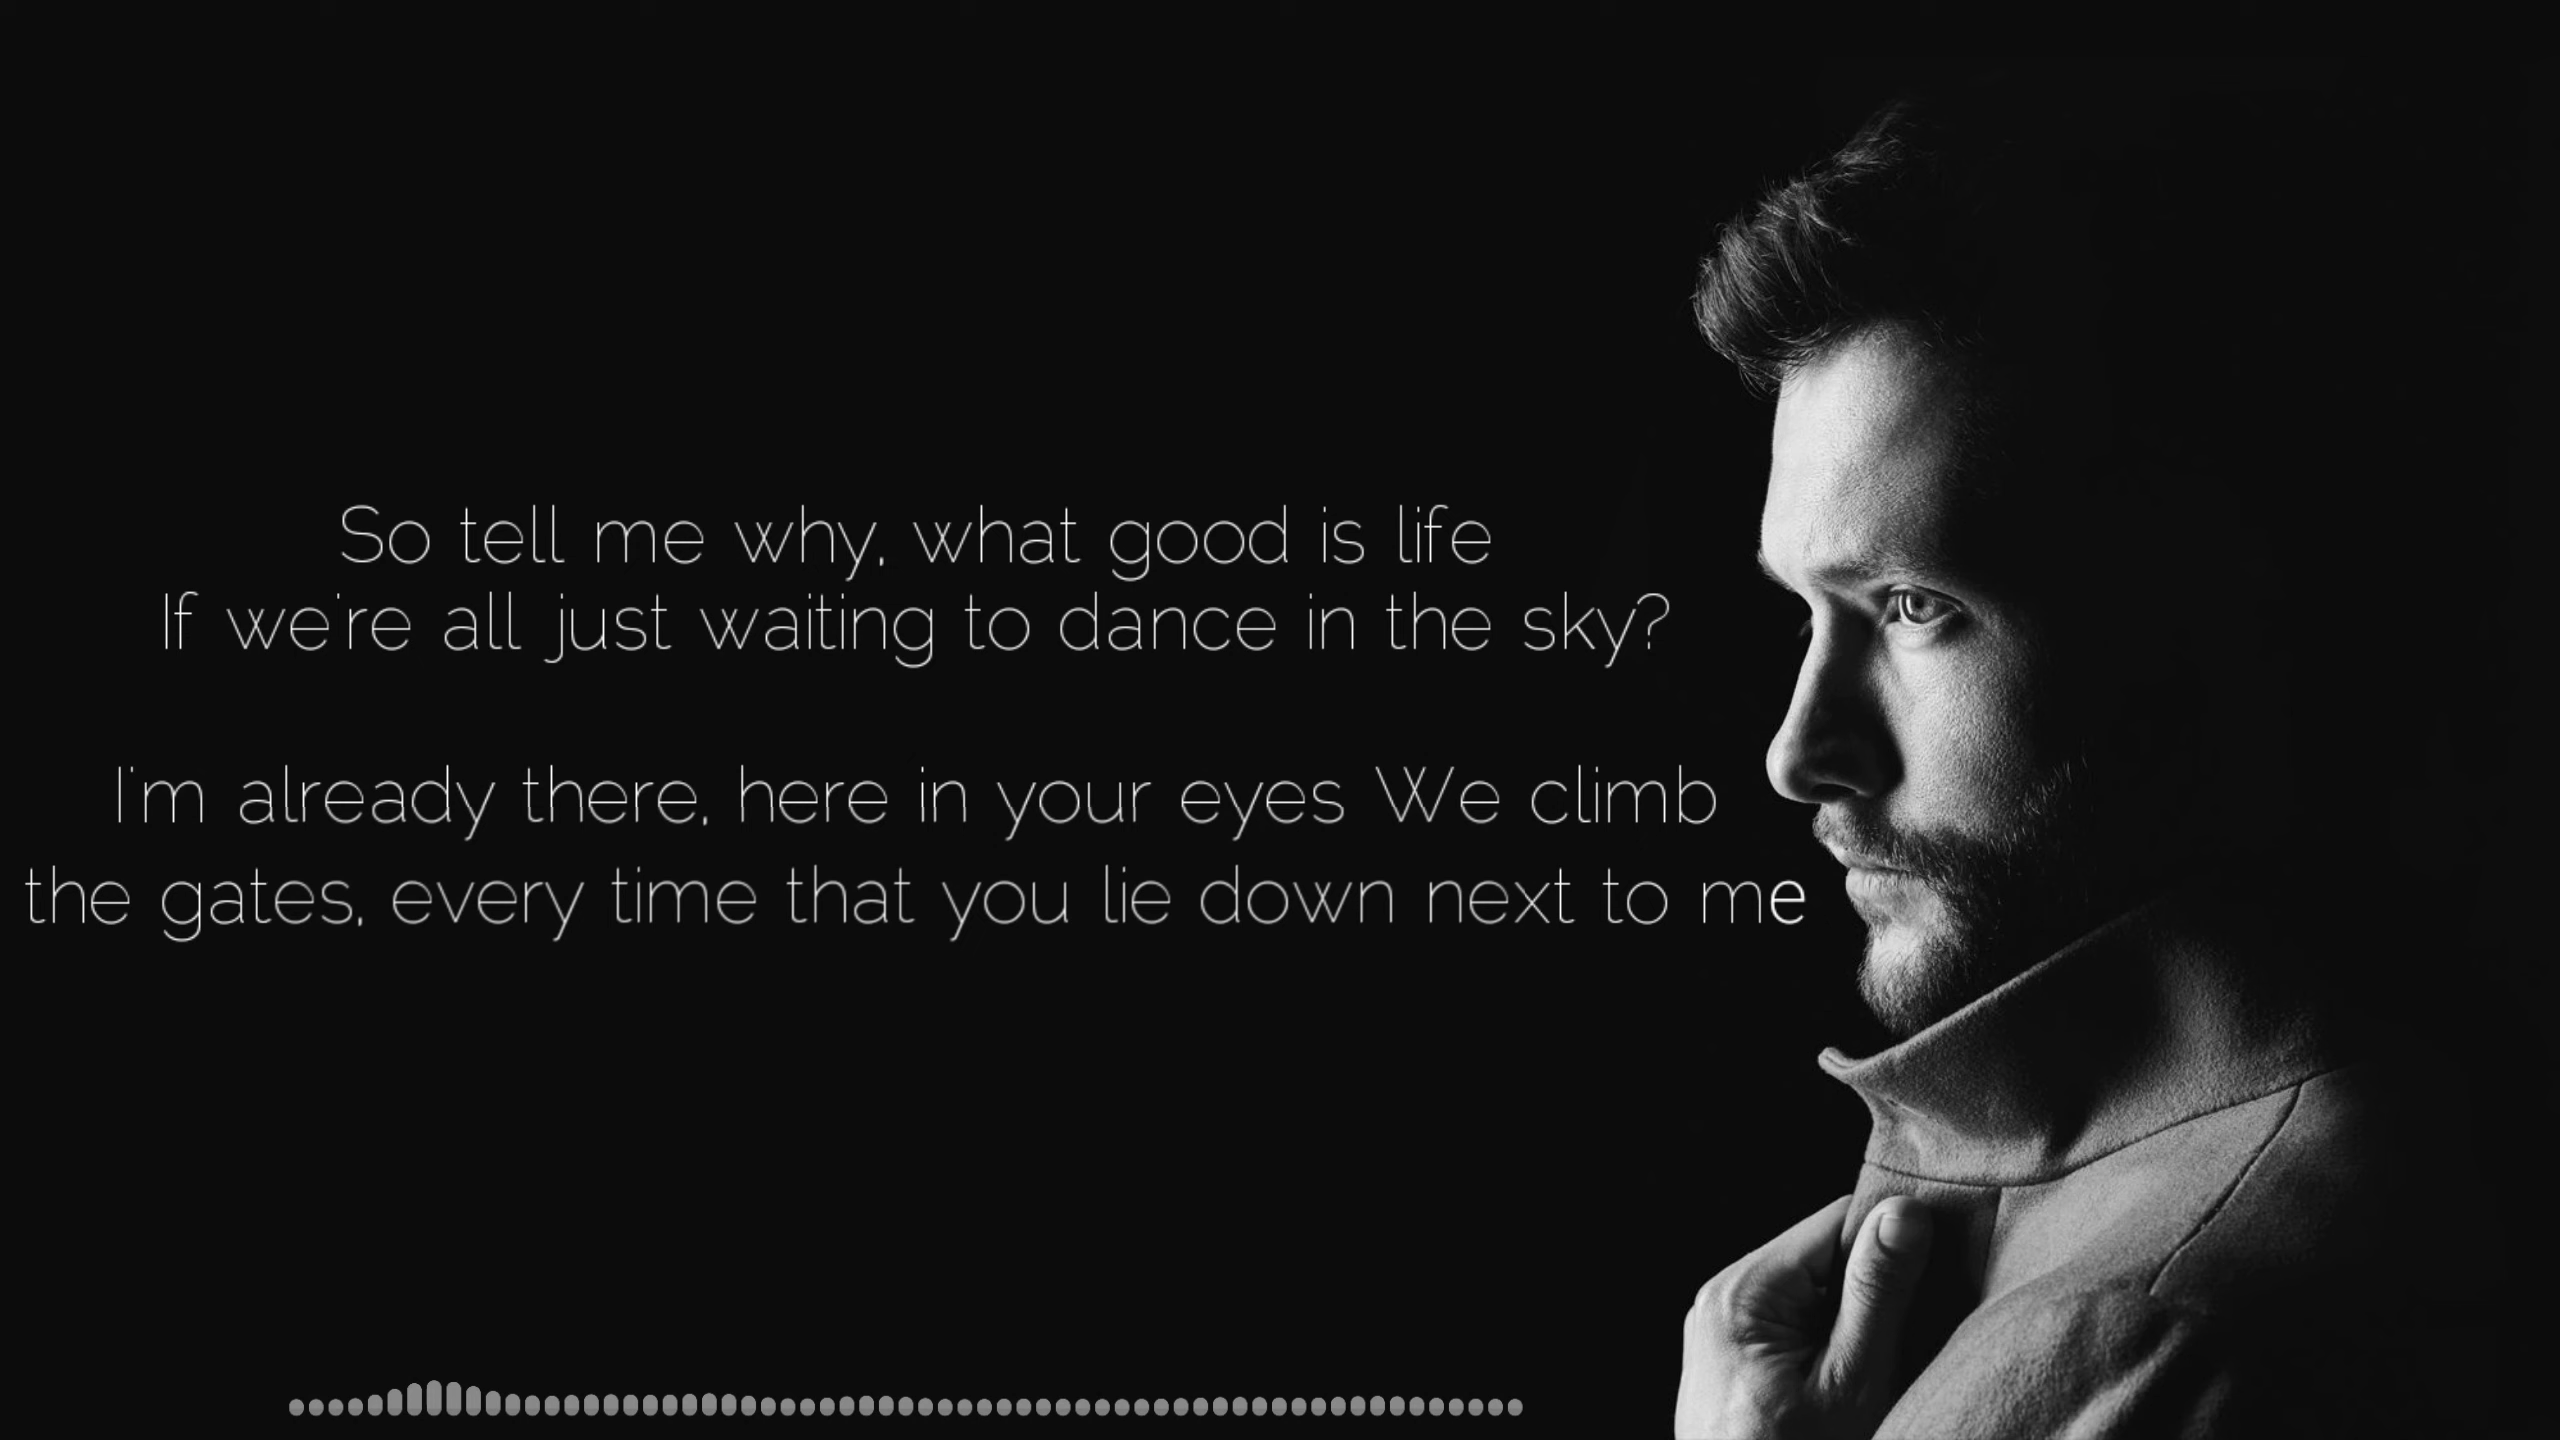 So tell me why, what good is life
If we're all just waiting to dance in the sky?
I'm already there, here in your eyes We climb
the gates, every time that you lie down next to me